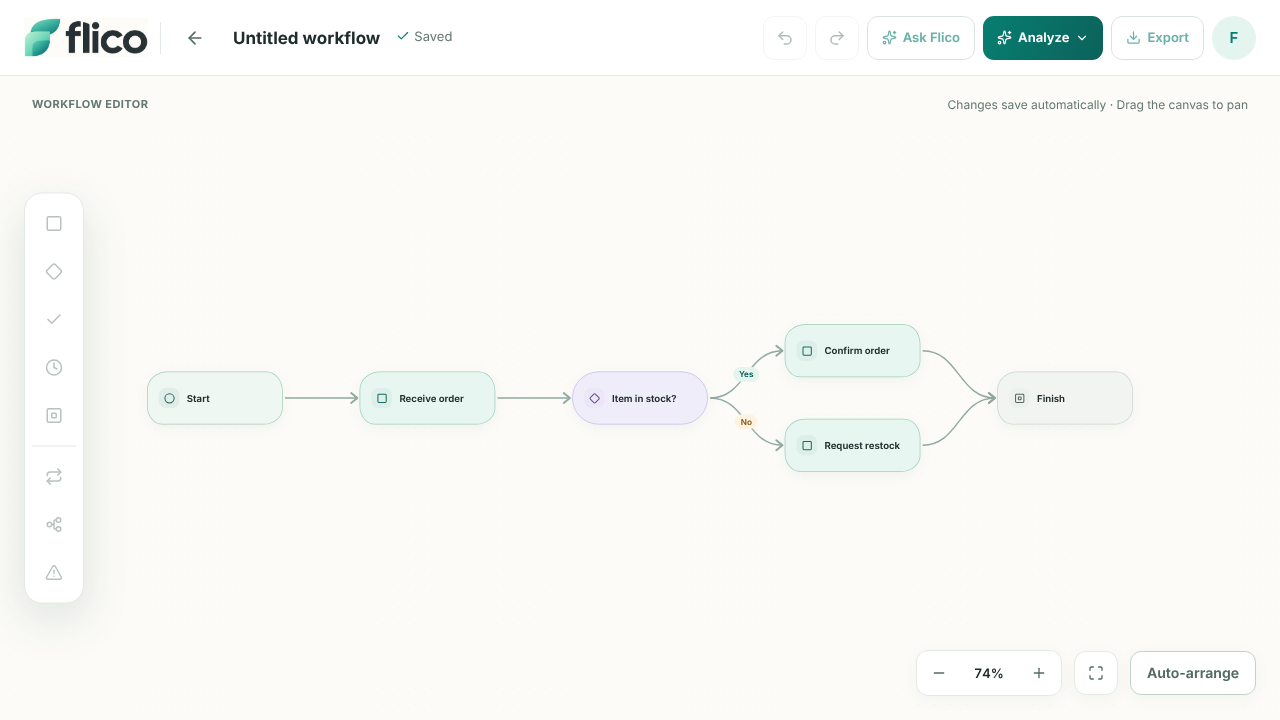 flico
Untitled workflow
Saved
Ask Flico
Analyze
Export
F
WORKFLOW EDITOR
Changes save automatically · Drag the canvas to pan
Start
Receive order
Item in stock?
Yes
No
Confirm order
Request restock
Finish
74%
Auto-arrange